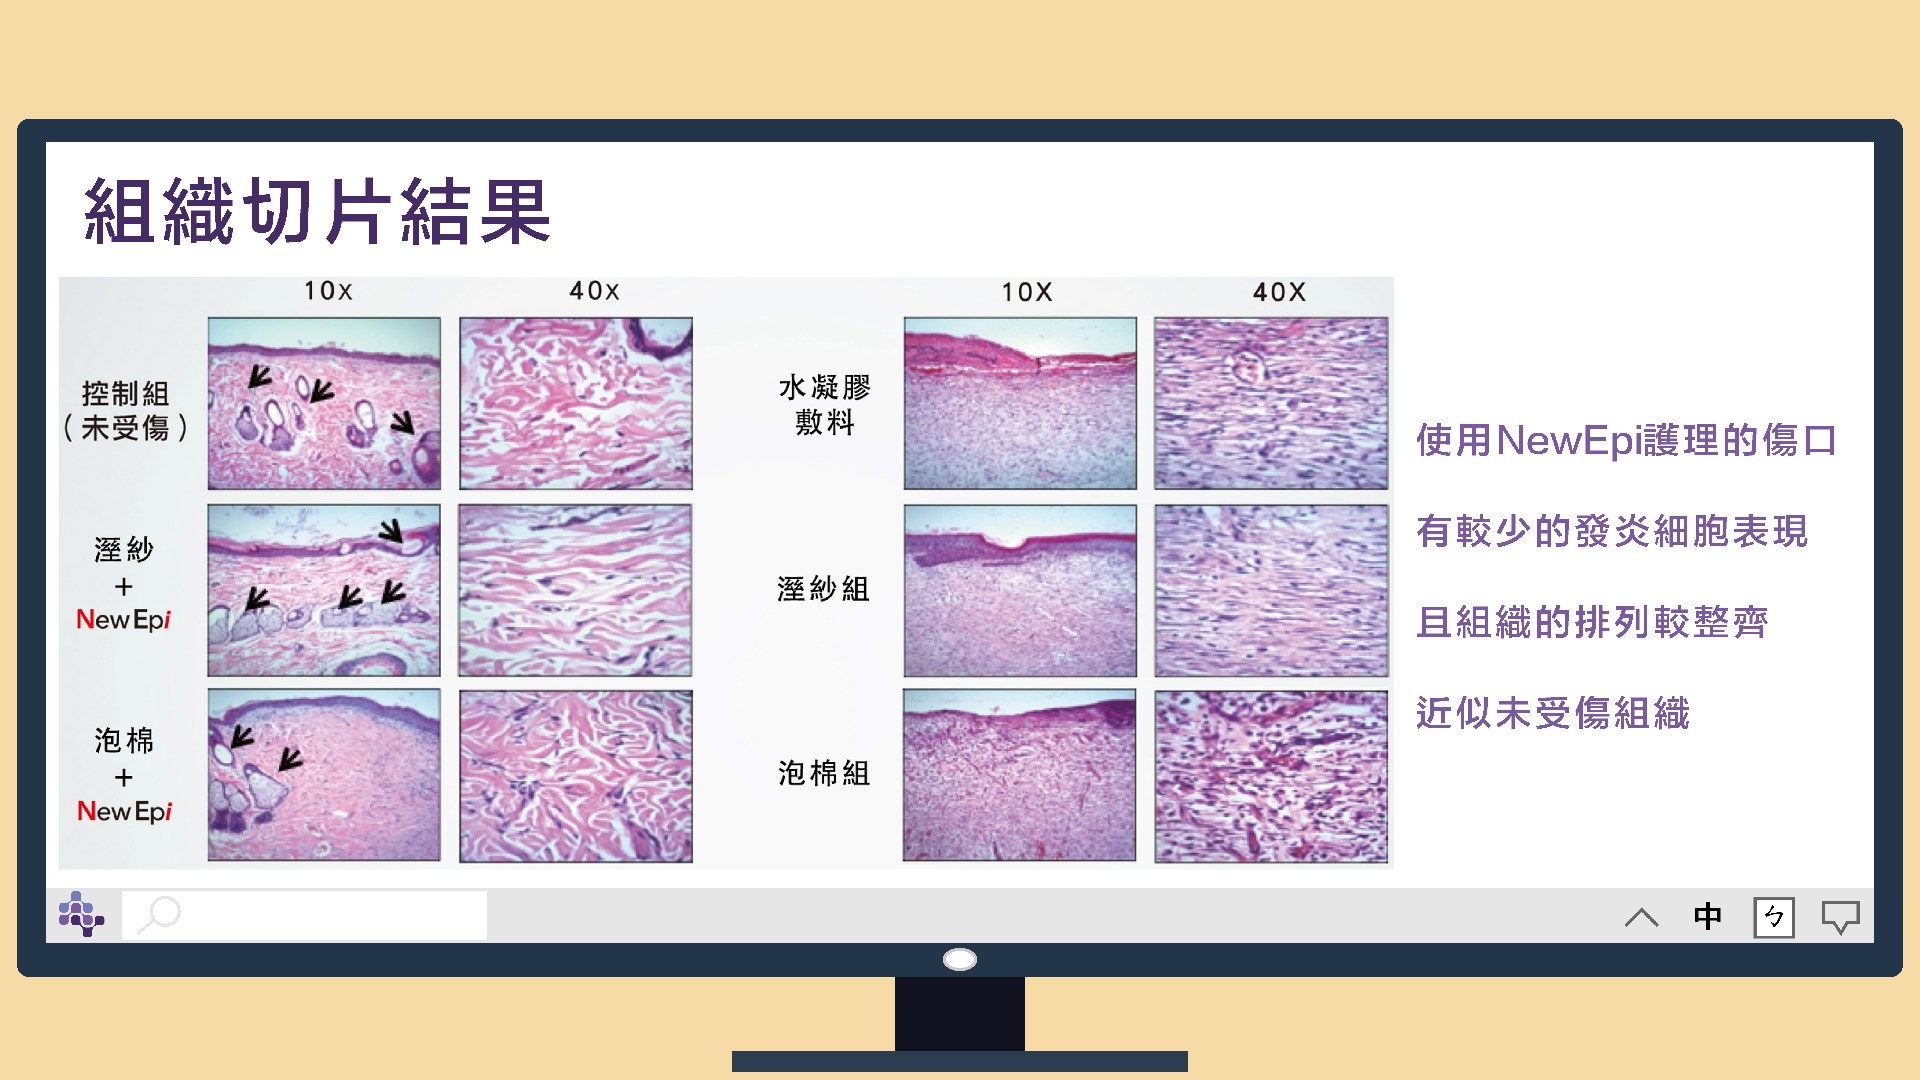 組織切片結果
10X
40X
10X
40X
控制組
(未受傷)
溼紗
+
NewEpi
泡棉
+
NewEpi
水凝膠
敷料
溼紗組
泡棉組
使用NewEpi護理的傷口
有較少的發炎細胞表現
且組織的排列較整齊
近似未受傷組織
中
ㄅ